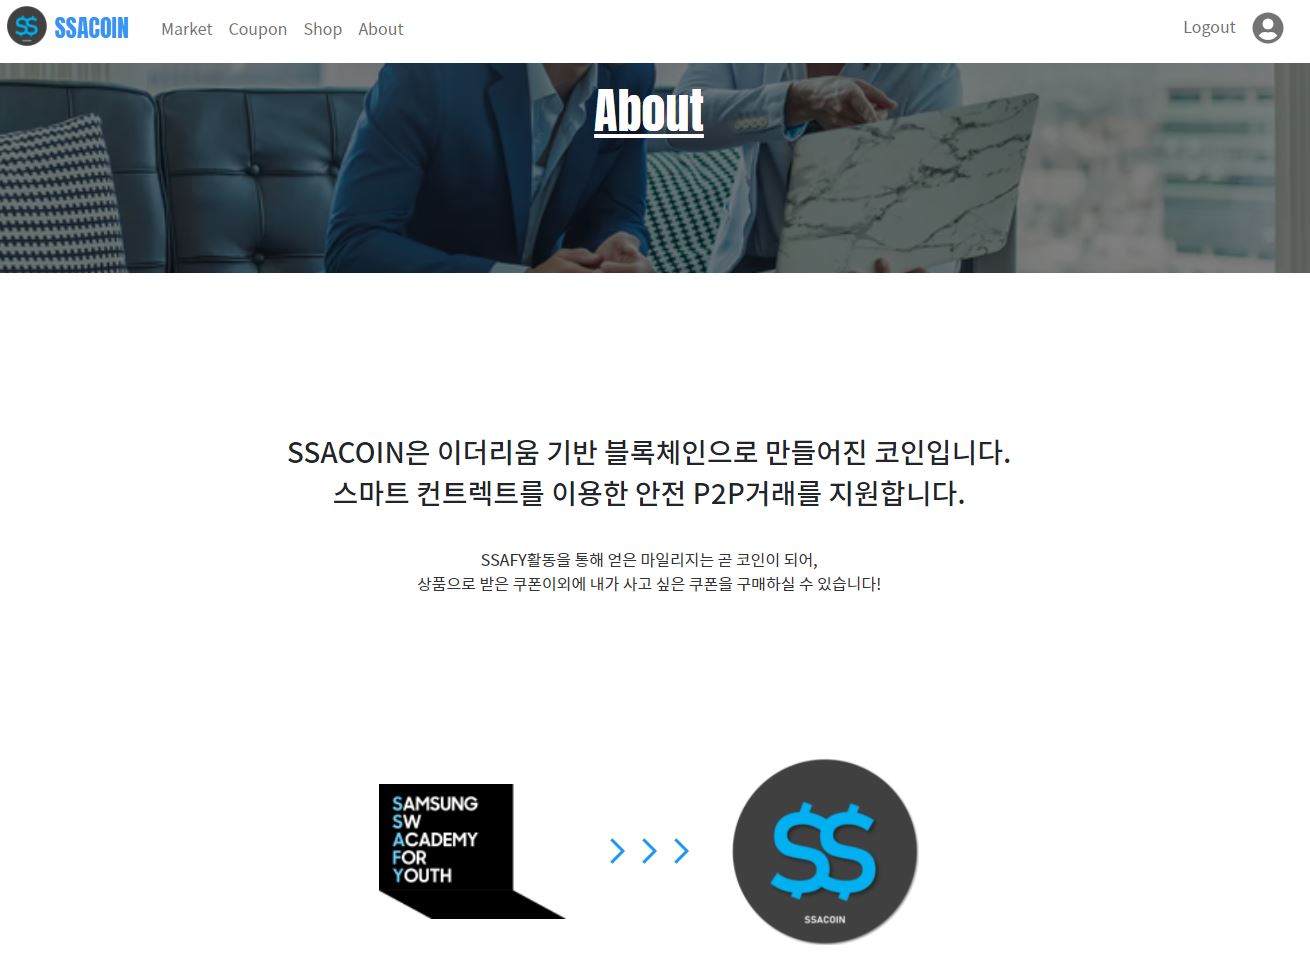 SSACOIN
Market Coupon Shop About
Logout
About
SSACOIN은 이더리움 기반 블록체인으로 만들어진 코인입니다.
스마트 컨트렉트를 이용한 안전 P2P거래를 지원합니다.
SSAFY활동을 통해 얻은 마일리지는 곧 코인이 되어,
상품으로 받은 쿠폰이외에 내가 사고 싶은 쿠폰을 구매하실 수 있습니다!
SAMSUNG
SW
ACADEMY
FOR
YOUTH
SS
SSACOIN